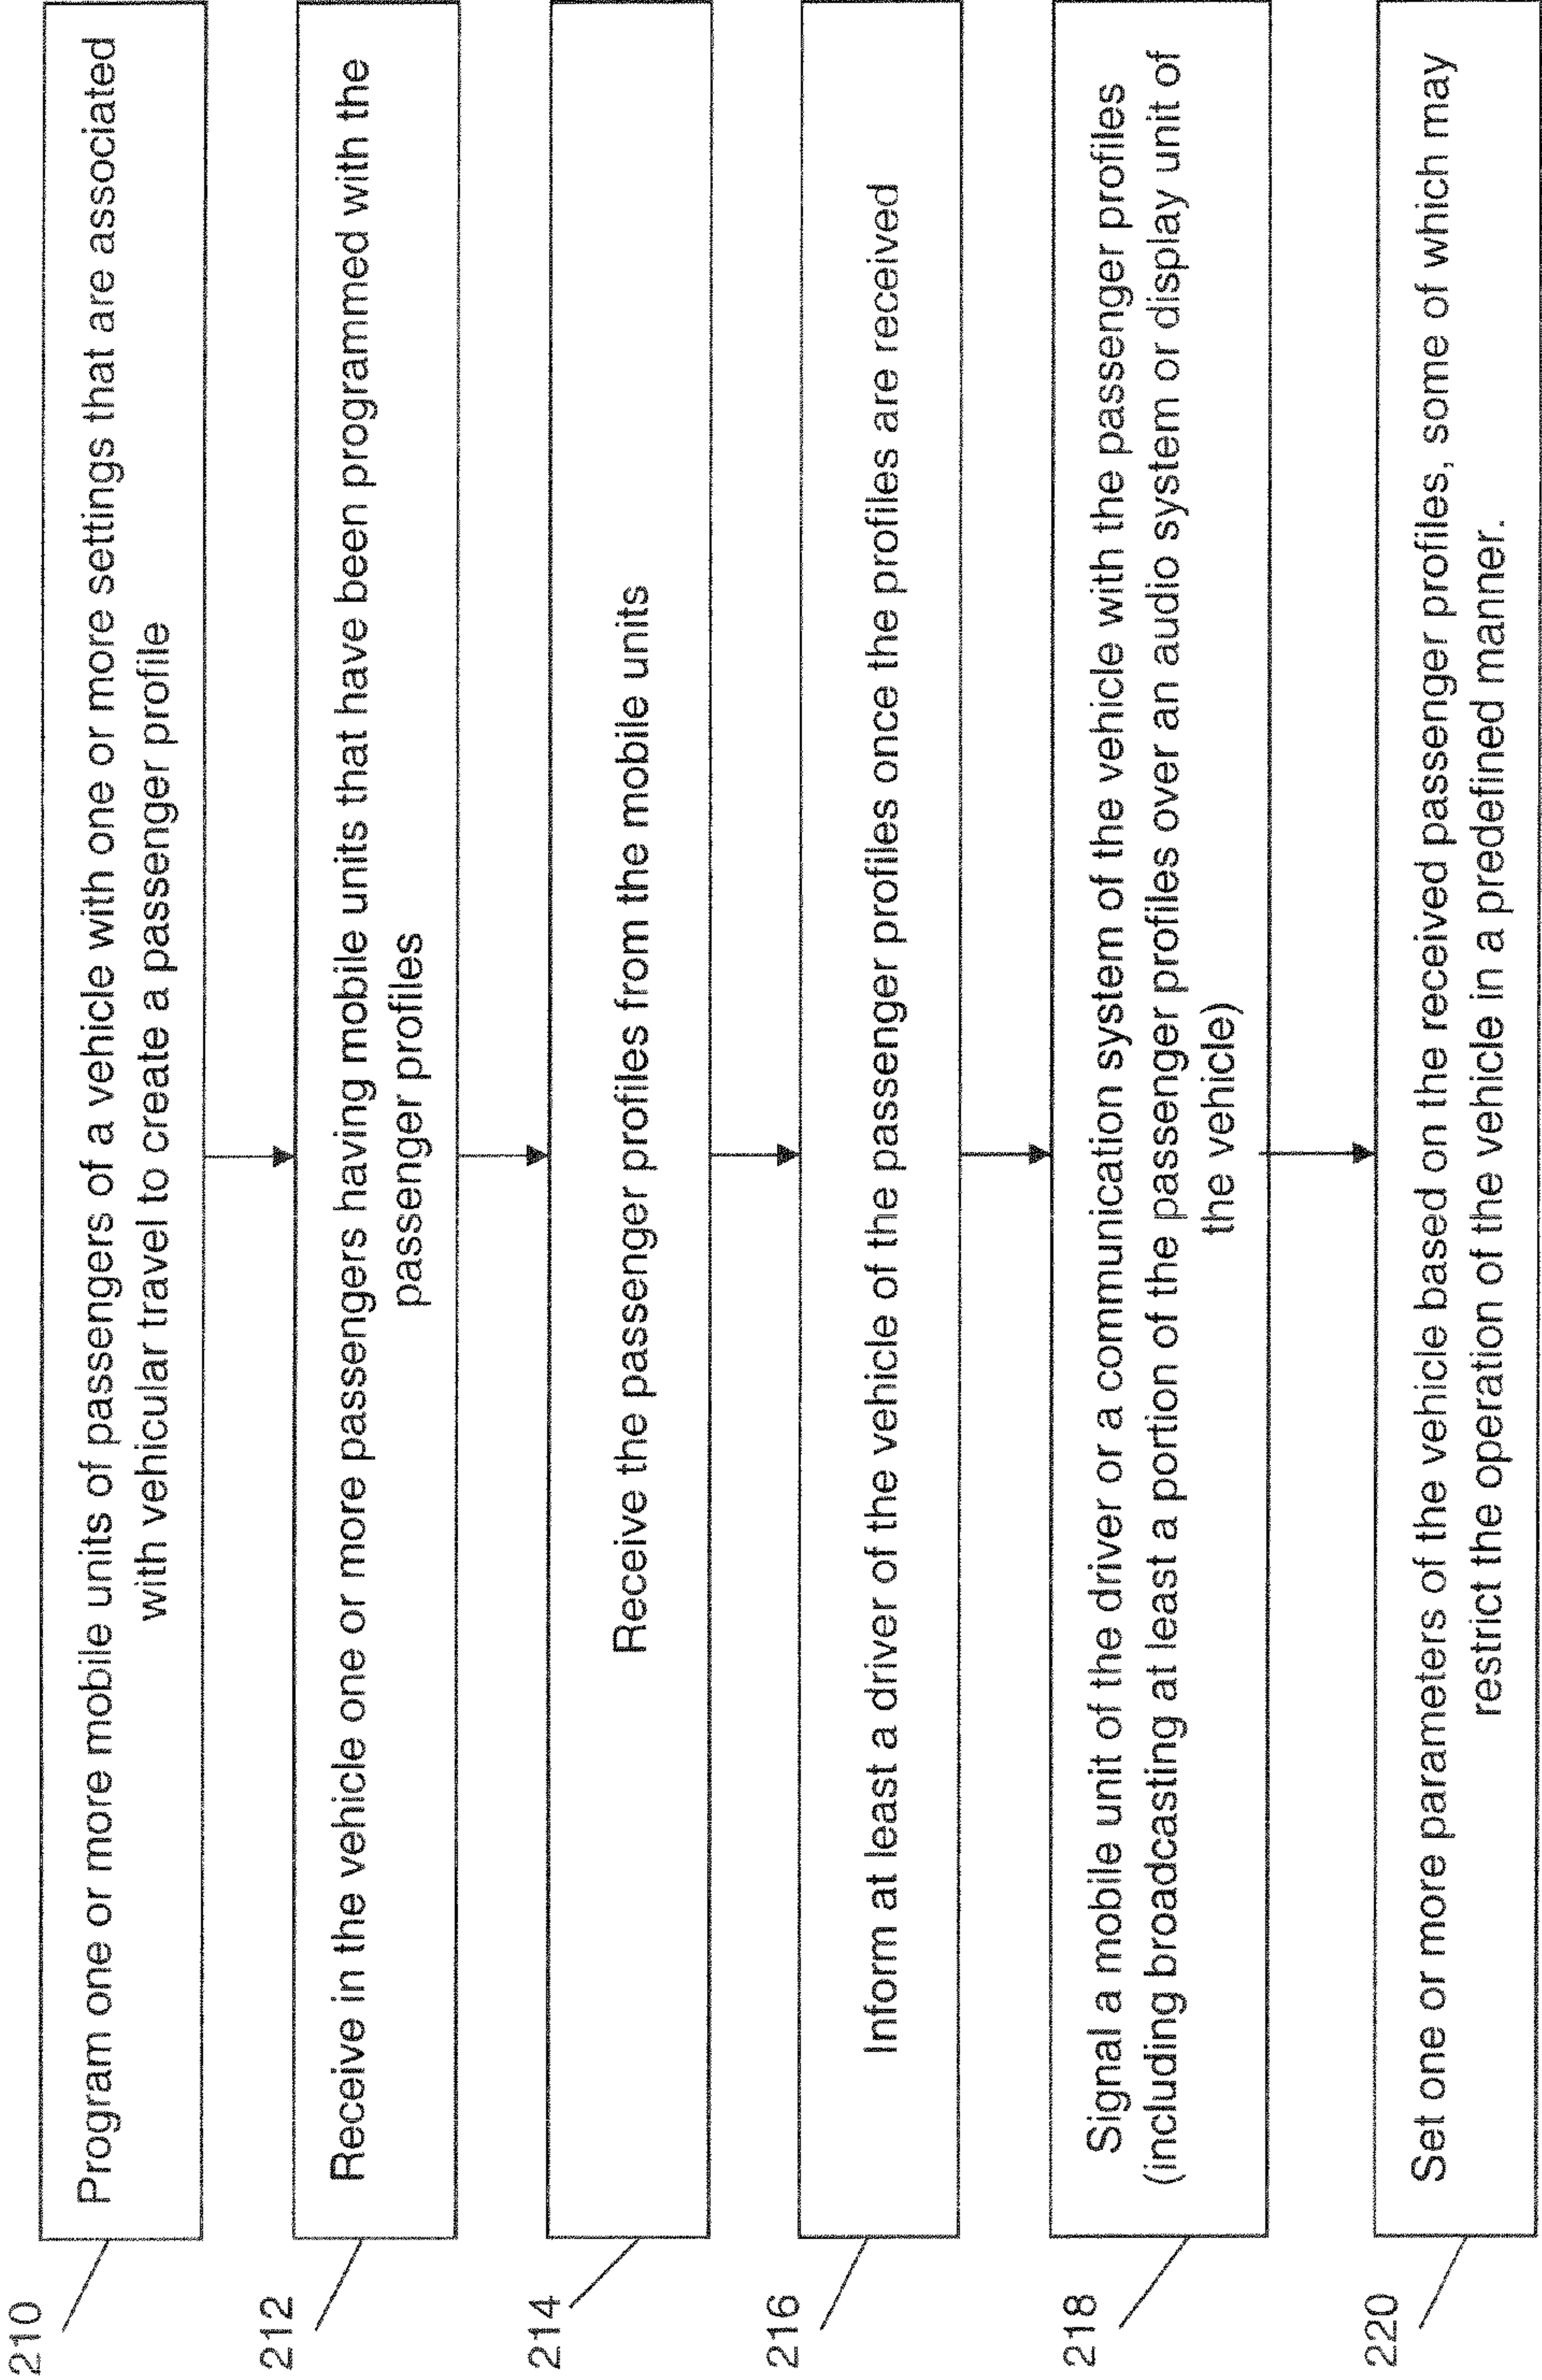 210
Program one or more mobile units of passengers of a vehicle with one or more settings that are associated
with vehicular travel to create a passenger profile
212
Receive in the vehicle one or more passengers having mobile units that have been programmed with the
passenger profiles
214
Receive the passenger profiles from the mobile units
216
Inform at least a driver of the vehicle of the passenger profiles once the profiles are received
218
Signal a mobile unit of the driver or a communication system of the vehicle with the passenger profiles
(including broadcasting at least a portion of the passenger profiles over an audio system or display unit of
the vehicle)
220
Set one or more parameters of the vehicle based on the received passenger profiles, some of which may
restrict the operation of the vehicle in a predefined manner.